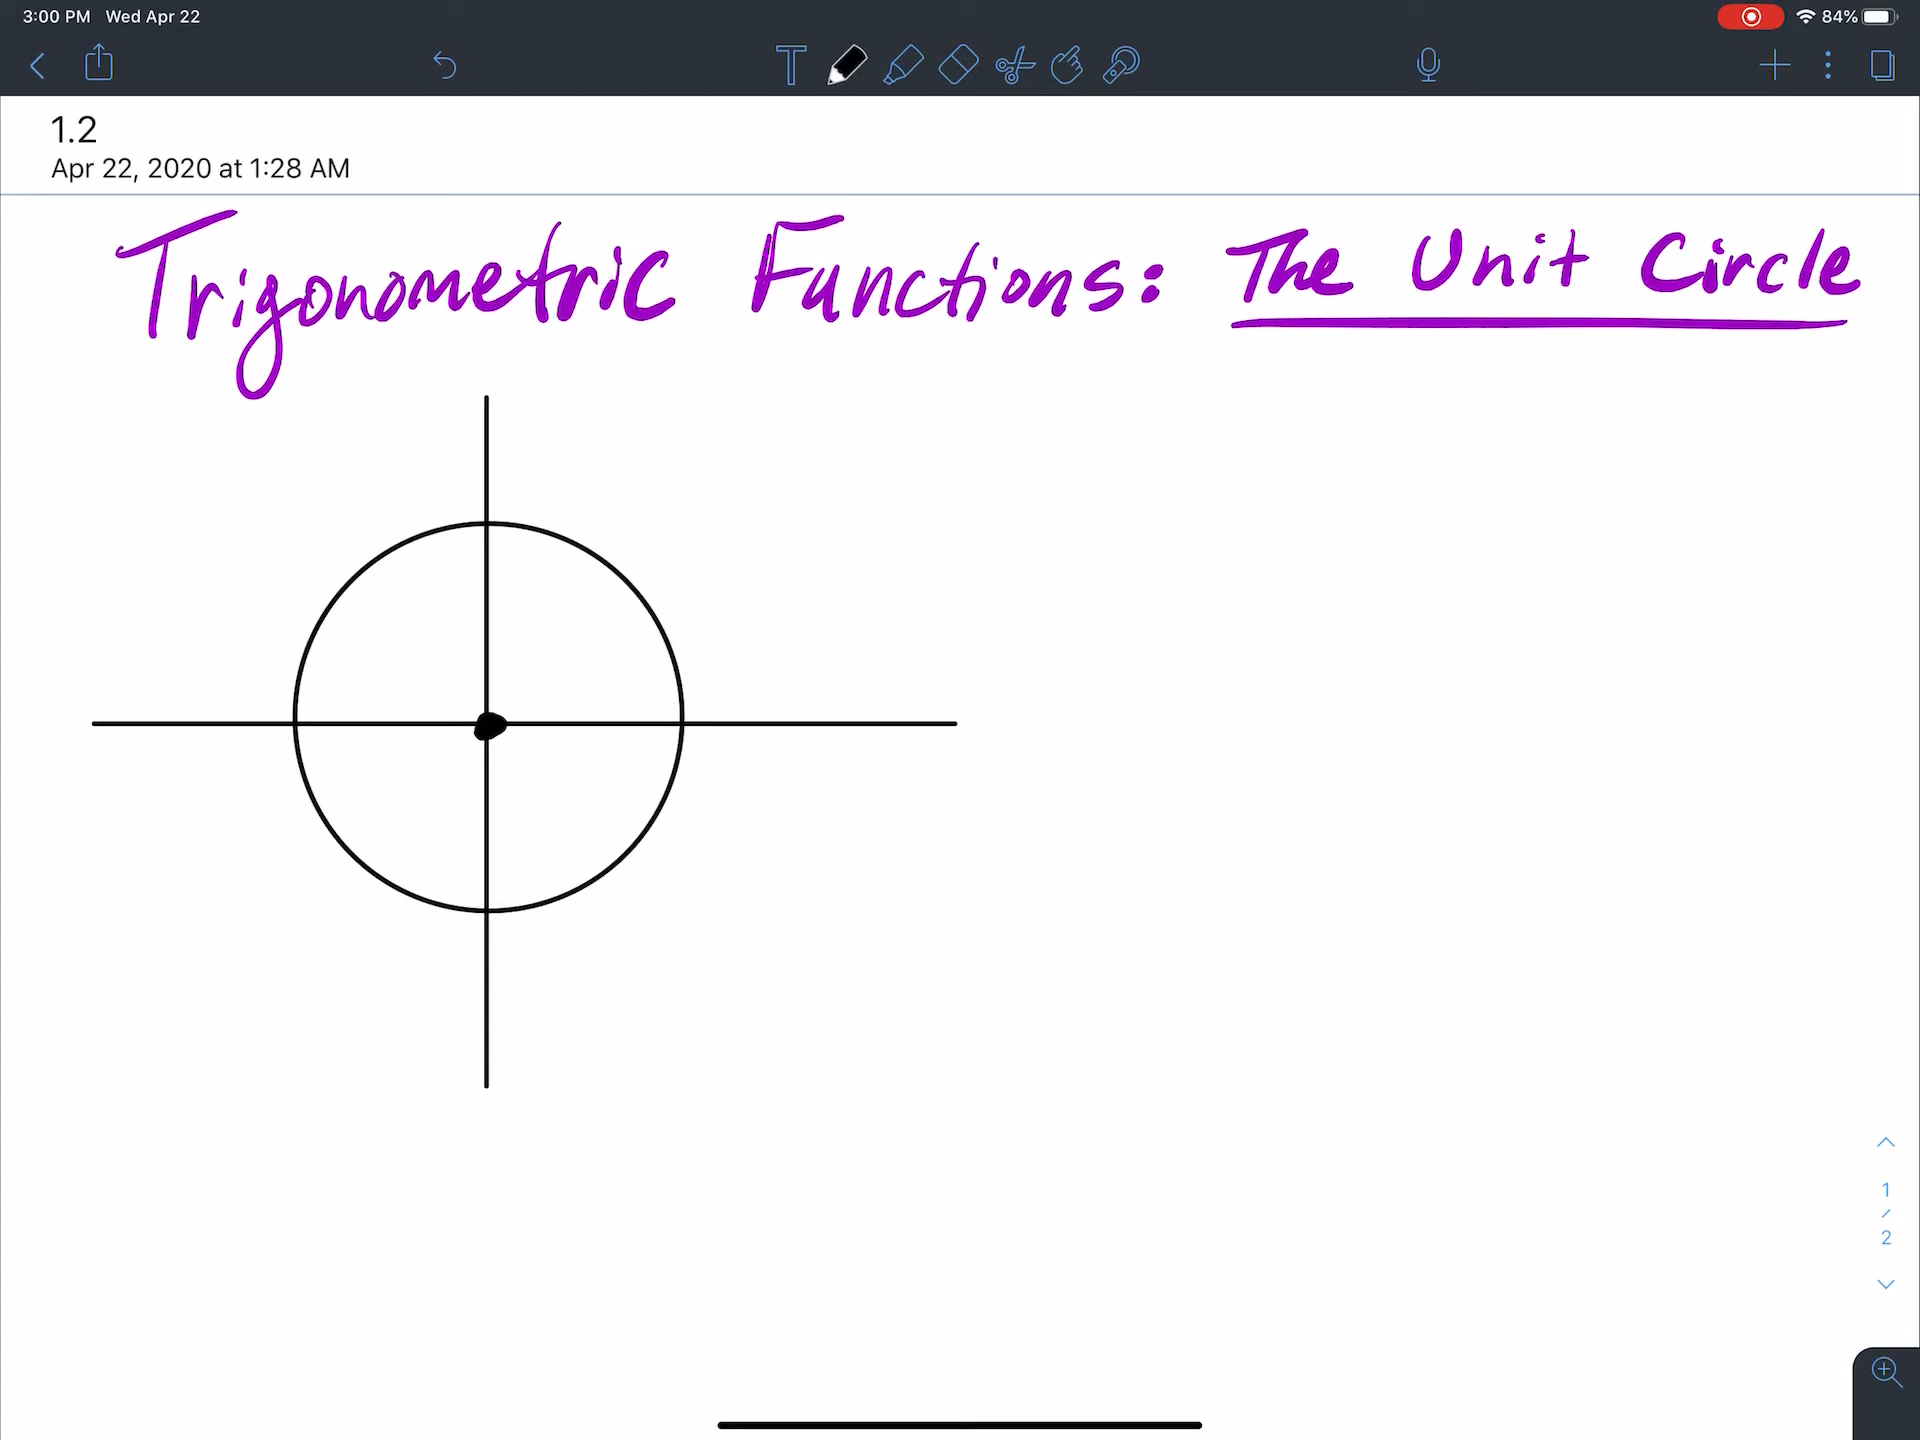 3:00 PM Wed Apr 22
84%
T
1.2
Apr 22, 2020 at 1:28 AM
Trigonometric Functions: The Unit Circle
1
/
2